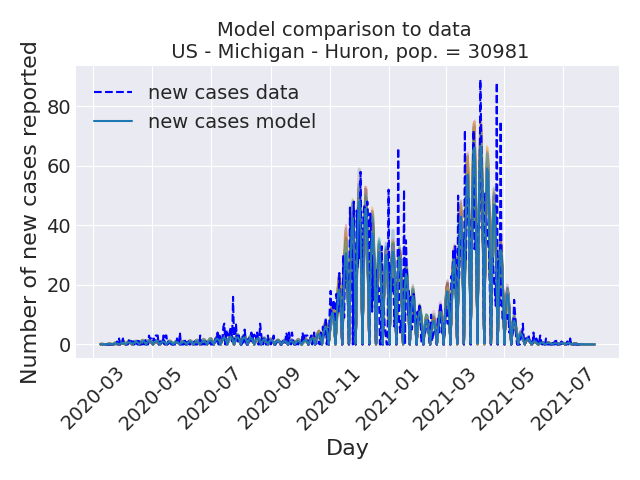 Model comparison to data
US - Michigan - Huron, pop. = 30981
Number of new cases reported
new cases data
new cases model
80
60
40
20
0
2020-03
2020-05
2020-07
2020-09
2020-11
2021-01
2021-03
2021-05
2021-07
Day